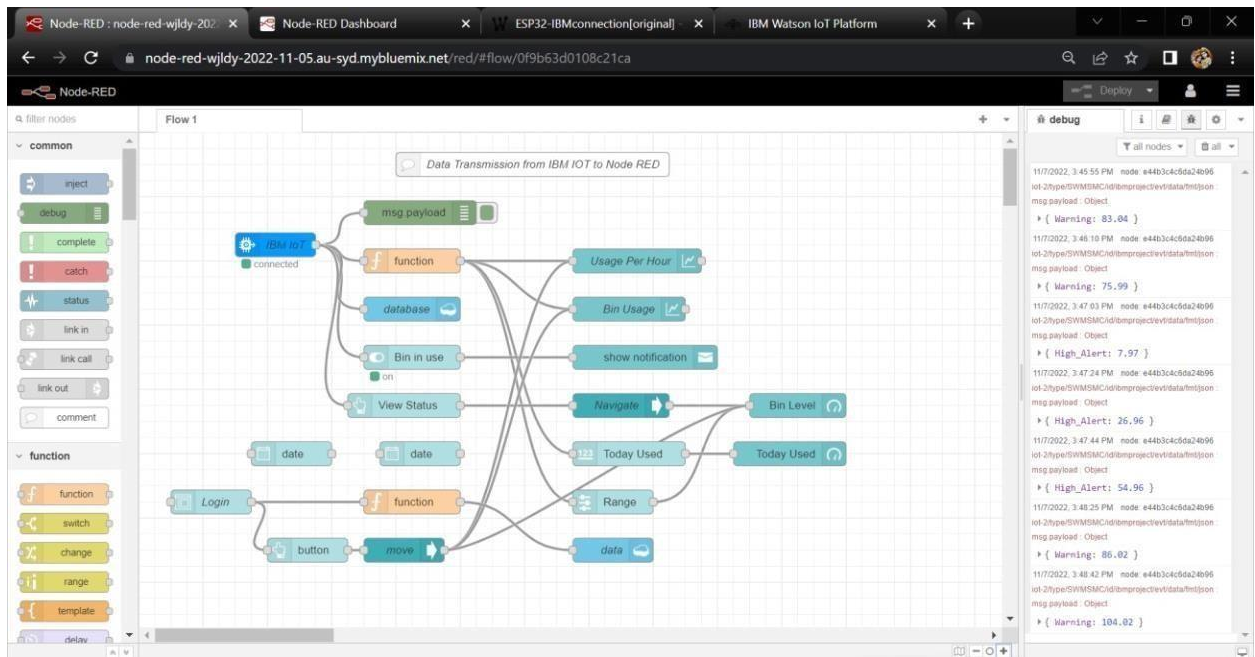 Node-RED : node-red-wjldy-202
Node-RED Dashboard
ESP32-IBMconnection[original] -
IBM Watson IoT Platform
node-red-wjldy-2022-11-05.au-syd.mybluemix.net/red/#flow/0f9b63d0108c21ca
Node-RED
Deploy
filter nodes
common
inject
debug
complete
catch
status
link in
link call
link out
comment
function
function
switch
change
range
template
delay
Flow 1
Data Transmission from IBM IOT to Node RED
msg.payload
IBM IoT
connected
function
Usage Per Hour
database
Bin Usage
Bin in use
on
show notification
View Status
Navigate
Bin Level
date
date
123
Today Used
Today Used
Login
function
Range
button
move
data
debug
all nodes
all
11/7/2022, 3:45:55 PM node: e44b3c4c6da24b96
iot-2/type/SWMSMC/id/ibmproject/evt/data/fmt/json :
msg.payload : Object
{ Warning: 83.04 }
11/7/2022, 3:46:10 PM node: e44b3c4c6da24b96
iot-2/type/SWMSMC/id/ibmproject/evt/data/fmt/json :
msg.payload : Object
{ Warning: 75.99 }
11/7/2022, 3:47:03 PM node: e44b3c4c6da24b96
iot-2/type/SWMSMC/id/ibmproject/evt/data/fmt/json :
msg.payload : Object
{ High_Alert: 7.97 }
11/7/2022, 3:47:24 PM node: e44b3c4c6da24b96
iot-2/type/SWMSMC/id/ibmproject/evt/data/fmt/json :
msg.payload : Object
{ High_Alert: 26.96 }
11/7/2022, 3:47:44 PM node: e44b3c4c6da24b96
iot-2/type/SWMSMC/id/ibmproject/evt/data/fmt/json :
msg.payload : Object
{ High_Alert: 54.96 }
11/7/2022, 3:48:25 PM node: e44b3c4c6da24b96
iot-2/type/SWMSMC/id/ibmproject/evt/data/fmt/json :
msg.payload : Object
{ Warning: 86.02 }
11/7/2022, 3:48:42 PM node: e44b3c4c6da24b96
iot-2/type/SWMSMC/id/ibmproject/evt/data/fmt/json :
msg.payload : Object
{ Warning: 104.02 }